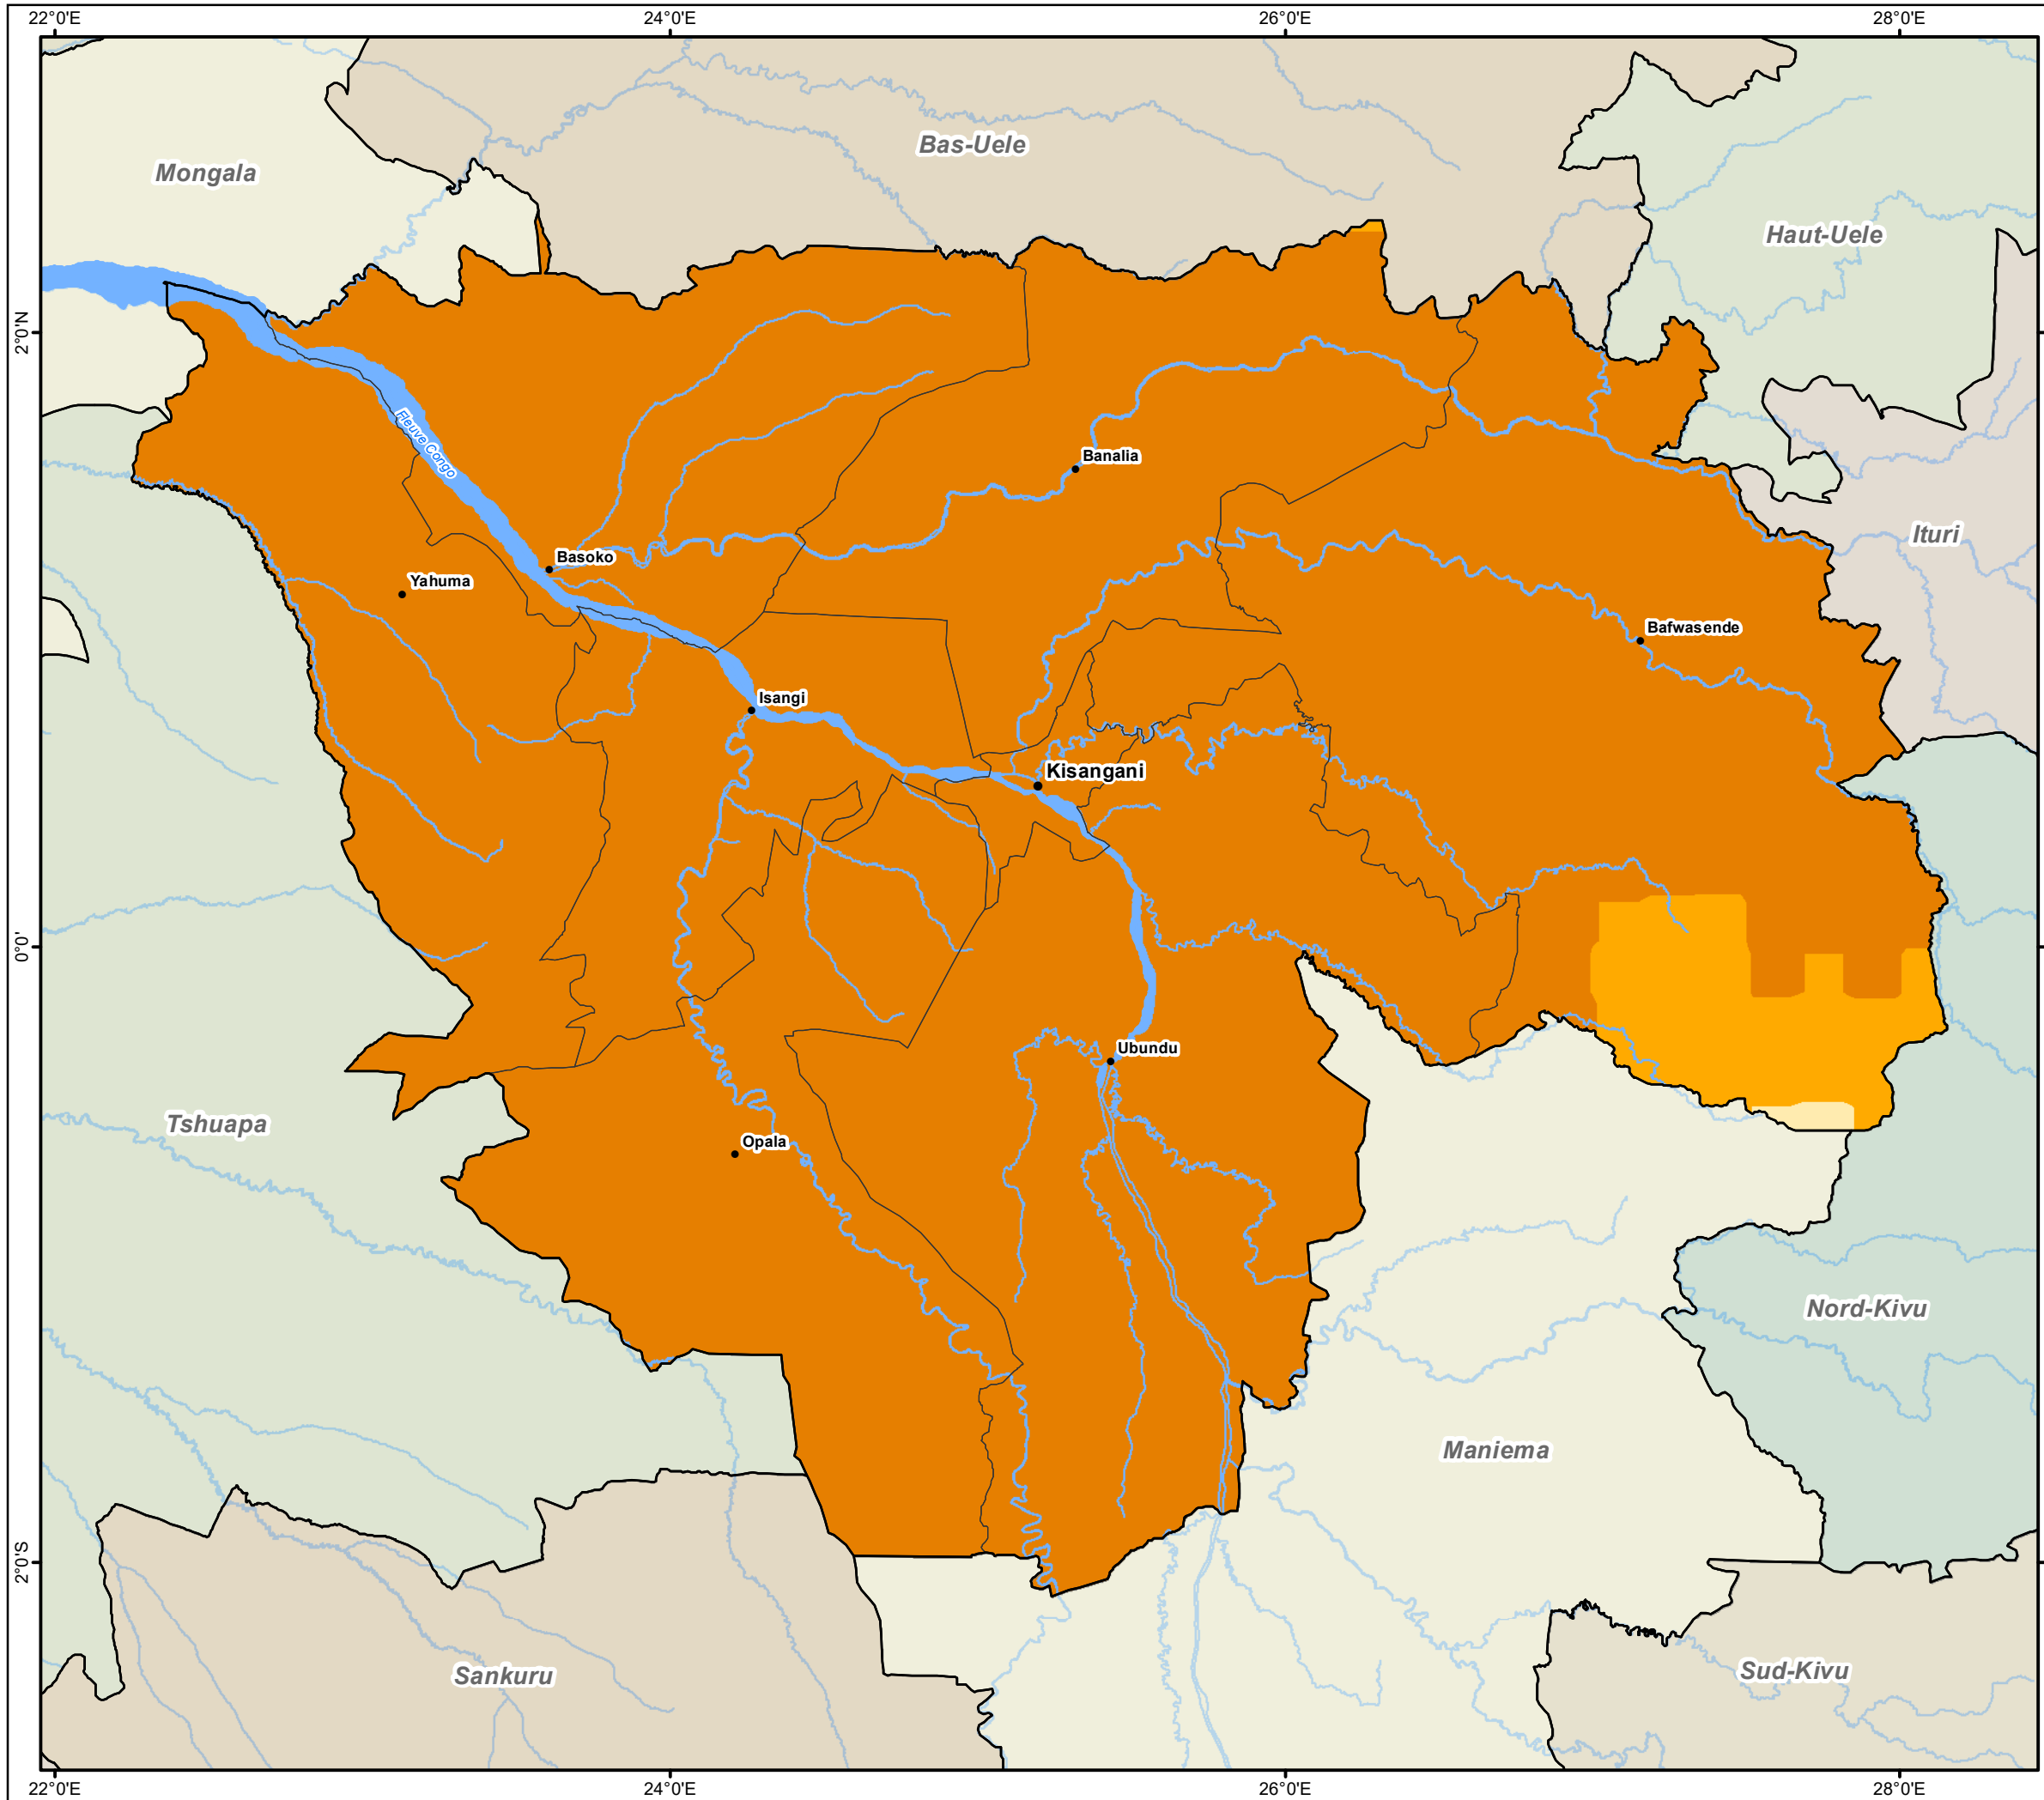 22°0'E
24°0'E
26°0'E
28°0'E
Bas-Uele
Mongala
Haut-Uele
2°0'N
Fleuve Congo
Banalia
Ituri
Basoko
Yahuma
Bafwasende
Isangi
Kisangani
0°0'
Ubundu
Tshuapa
Opala
Nord-Kivu
Maniema
2°0'S
Sankuru
Sud-Kivu
22°0'E
24°0'E
26°0'E
28°0'E